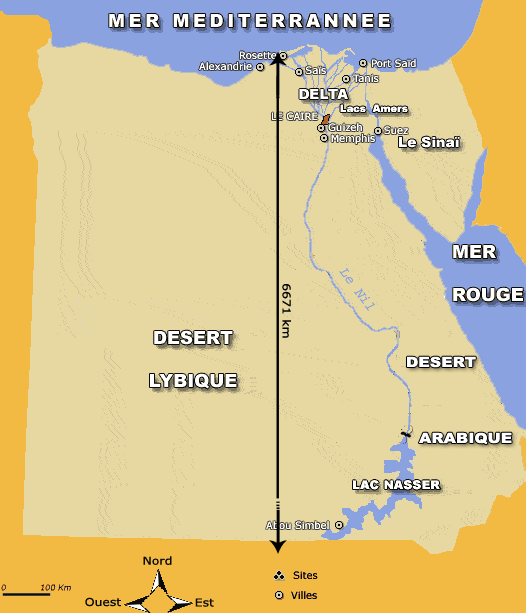 MER MEDITERRANNEE
Rosette
Alexandrie
Saïs
Port Saïd
Tanis
DELTA
Lacs Amers
LE CAIRE
Guizeh
Suez
Memphis
Le Sinaï
MER
ROUGE
Le Nil
6671 km
DESERT
LYBIQUE
DESERT
ARABIQUE
LAC NASSER
Abou Simbel
Nord
Ouest
Est
0 100 Km
Sites
Villes